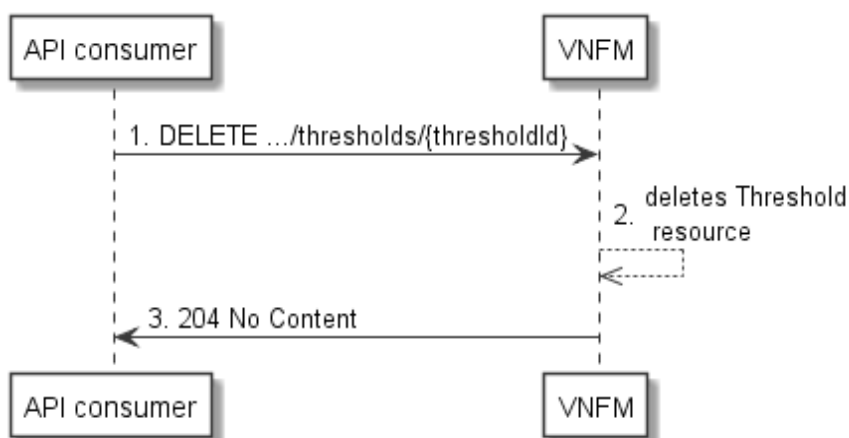 API consumer
VNFM
1. DELETE .../thresholds/{thresholdId}
deletes Threshold
2.
resource
3. 204 No Content
API consumer
VNFM